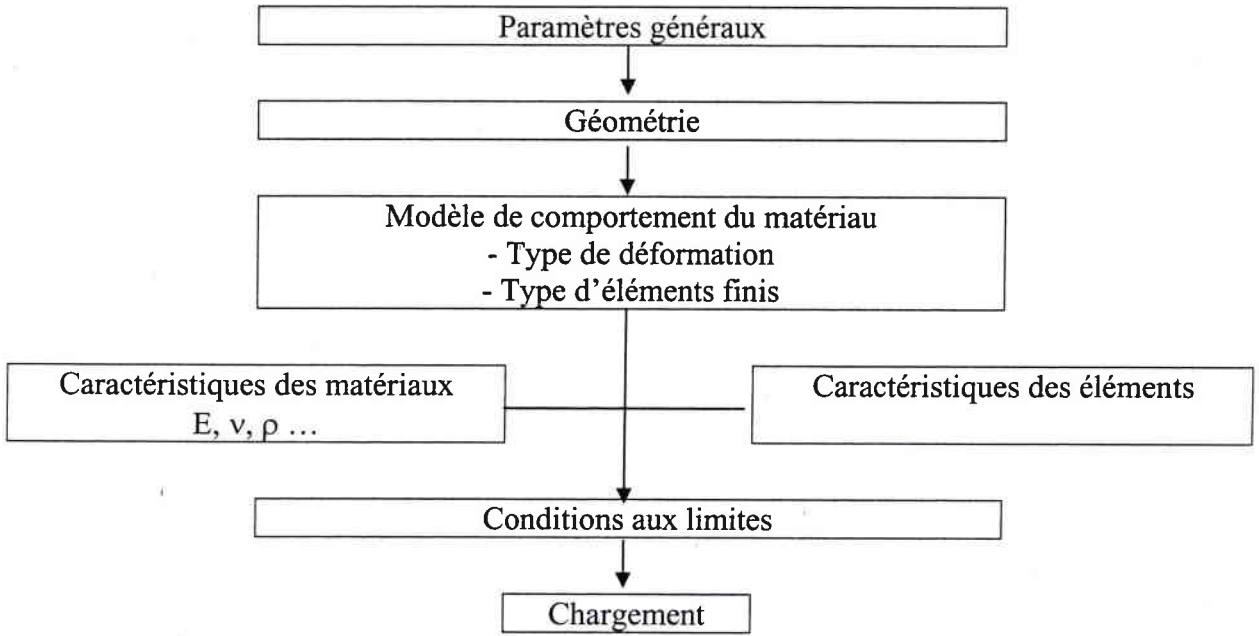 Paramètres généraux
Géométrie
Modèle de comportement du matériau
- Type de déformation
- Type d'éléments finis
Caractéristiques des matériaux
E, ν, ρ ...
Caractéristiques des éléments
Conditions aux limites
Chargement